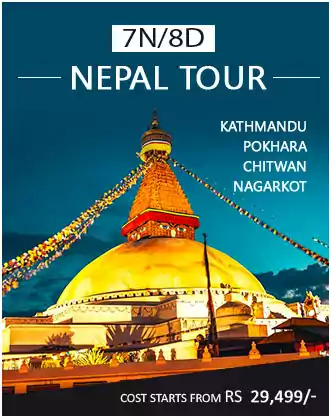 7N/8D
NEPAL TOUR
KATHMANDU
POKHARA
CHITWAN
NAGARKOT
COST STARTS FROM RS 29,499/-